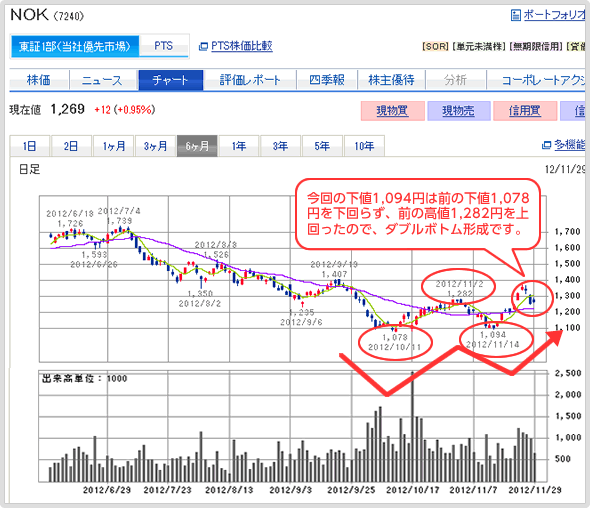 NOK (7240)
ポートフォリオ
東証1部(当社優先市場)
PTS
PTS株価比較
[SOR] [単元未満株] [無期限信用] [貸借
株価
ニュース
チャート
評価レポート
四季報
株主優待
分析
コーポレートアク
現在値 1,269 +12 (+0.95%)
現物買
現物売
信用買
信
1日
2日
1ヶ月
3ヶ月
6ヶ月
1年
3年
5年
10年
多機能
日足
12/11/29
今回の下値1,094円は前の下値1,078
円を下回らず、前の高値1,282円を上
回ったので、ダブルボトム形成です。
2012/6/18
1,726
2012/7/4
1,739
1,593
2012/6/26
1,526
1,350
2012/8/2
2012/9/19
1,407
1,235
2012/9/6
2012/11/2
1,282
1,078
2012/10/11
1,094
2012/11/14
1,700
1,600
1,500
1,400
1,300
1,200
1,100
出来高単位: 1000
2,500
2,000
1,500
1,000
500
2012/6/29
2012/7/23
2012/8/13
2012/9/3
2012/9/25
2012/10/17
2012/11/7
2012/11/29